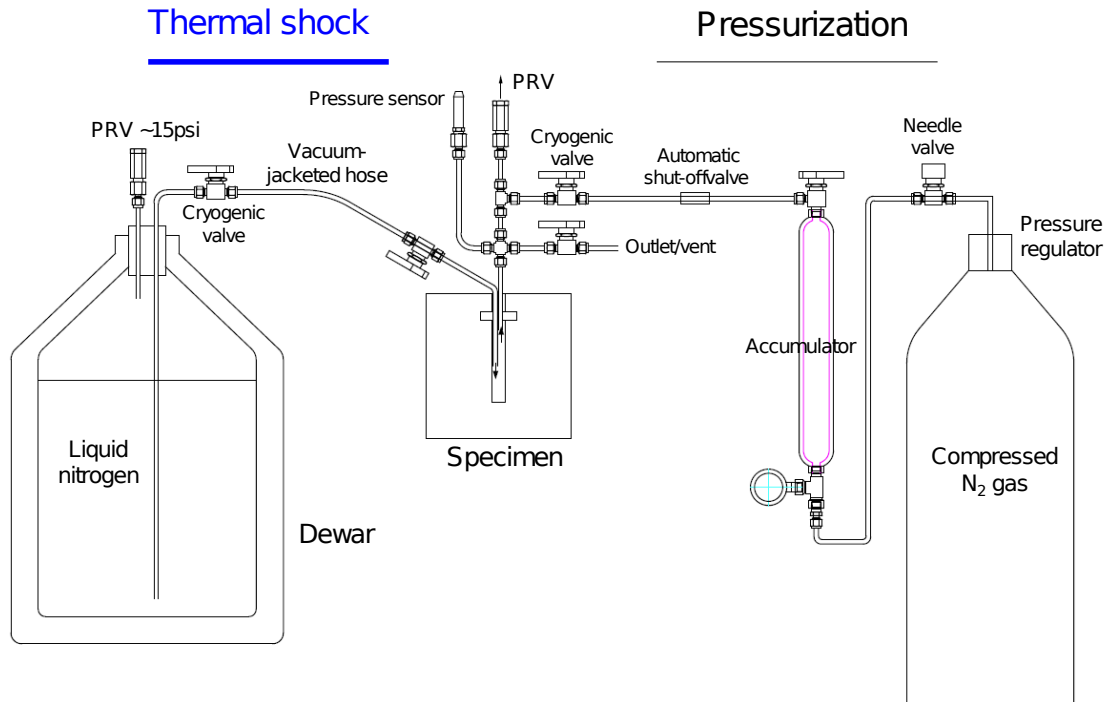 Thermal shock
Pressurization
PRV
Pressure sensor
PRV ~15psi
Cryogenic
valve
Needle
valve
Vacuum-
jacketed hose
Automatic
shut-offvalve
Cryogenic
valve
Outlet/vent
Pressure
regulator
Accumulator
Liquid
nitrogen
Specimen
Compressed
N₂ gas
Dewar